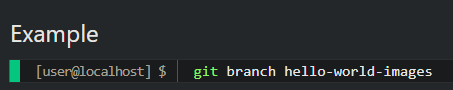 Example
[user@localhost] $ git branch hello-world-images